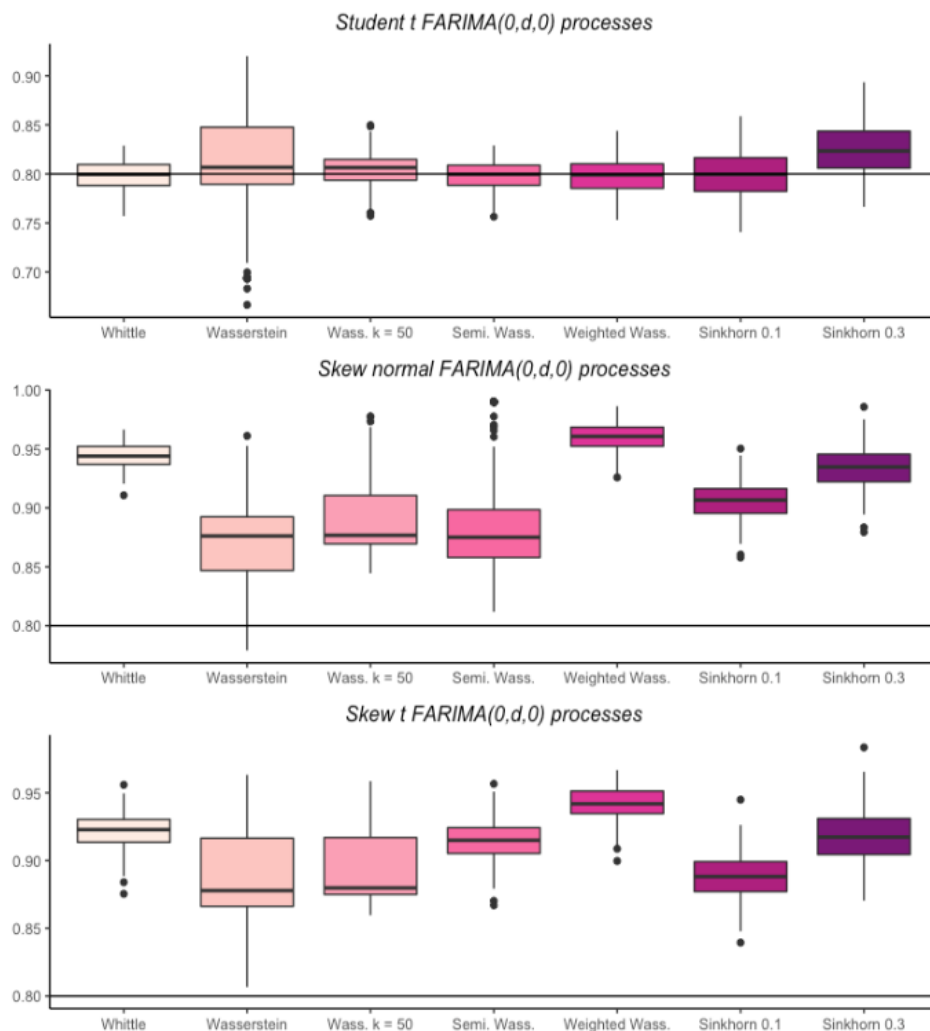 Student t FARIMA(0,d,0) processes
0.90
0.85
0.80
0.75
0.70
Whittle Wasserstein Wass. k = 50 Semi. Wass. Weighted Wass. Sinkhorn 0.1 Sinkhorn 0.3
Skew normal FARIMA(0,d,0) processes
1.00
0.95
0.90
0.85
0.80
Whittle Wasserstein Wass. k = 50 Semi. Wass. Weighted Wass. Sinkhorn 0.1 Sinkhorn 0.3
Skew t FARIMA(0,d,0) processes
0.95
0.90
0.85
0.80
Whittle Wasserstein Wass. k = 50 Semi. Wass. Weighted Wass. Sinkhorn 0.1 Sinkhorn 0.3